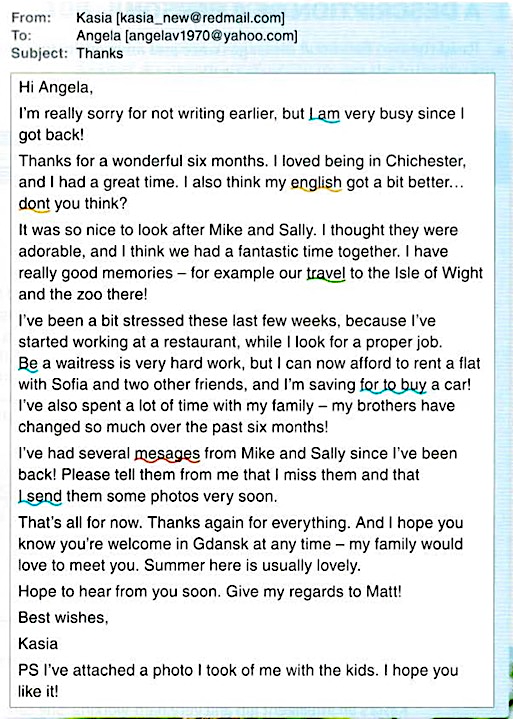 From: Kasia [kasia_new@redmail.com]
To: Angela [angelav1970@yahoo.com]
Subject: Thanks
Hi Angela,
I'm really sorry for not writing earlier, but I am very busy since I
got back!
Thanks for a wonderful six months. I loved being in Chichester,
and I had a great time. I also think my english got a bit better...
dont you think?
It was so nice to look after Mike and Sally. I thought they were
adorable, and I think we had a fantastic time together. I have
really good memories – for example our travel to the Isle of Wight
and the zoo there!
I've been a bit stressed these last few weeks, because I've
started working at a restaurant, while I look for a proper job.
Be a waitress is very hard work, but I can now afford to rent a flat
with Sofia and two other friends, and I'm saving for to buy a car!
I've also spent a lot of time with my family – my brothers have
changed so much over the past six months!
I've had several mesages from Mike and Sally since I've been
back! Please tell them from me that I miss them and that
I send them some photos very soon.
That's all for now. Thanks again for everything. And I hope you
know you're welcome in Gdansk at any time – my family would
love to meet you. Summer here is usually lovely.
Hope to hear from you soon. Give my regards to Matt!
Best wishes,
Kasia
PS I've attached a photo I took of me with the kids. I hope you
like it!